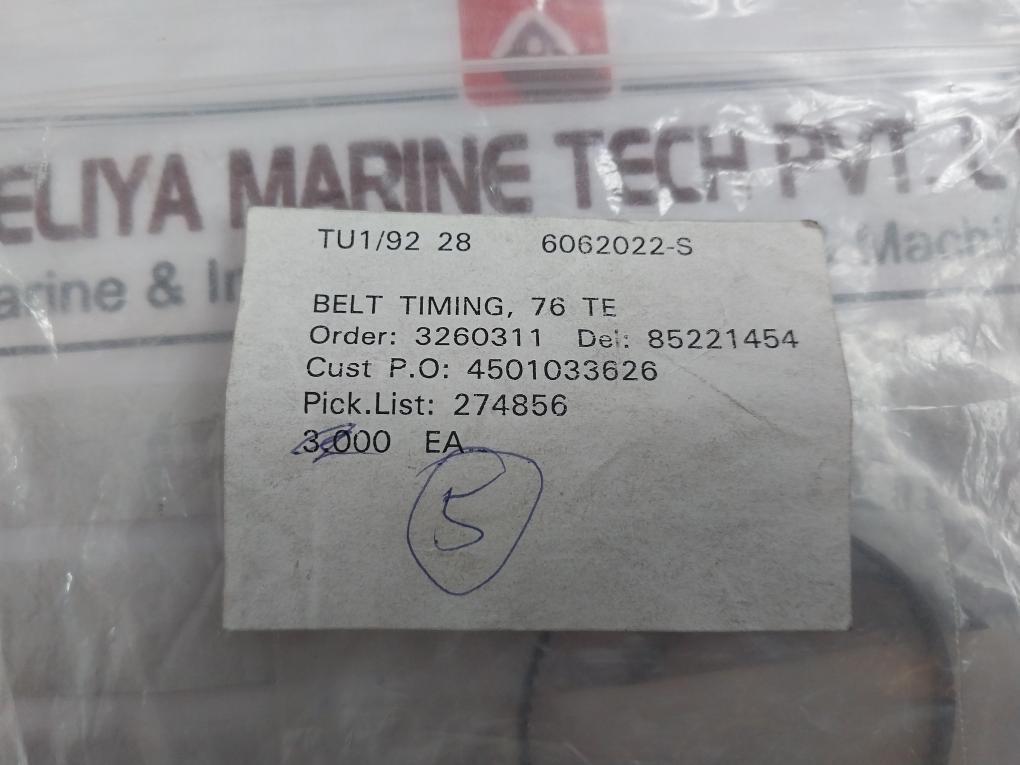 ELIYA MARINE TECH PVT. L
arine & In
& Machi
TU1/92 28 6062022-S
BELT TIMING, 76 TE
Order: 3260311 Del: 85221454
Cust P.O: 4501033626
Pick.List: 274856
3.000 EA
5